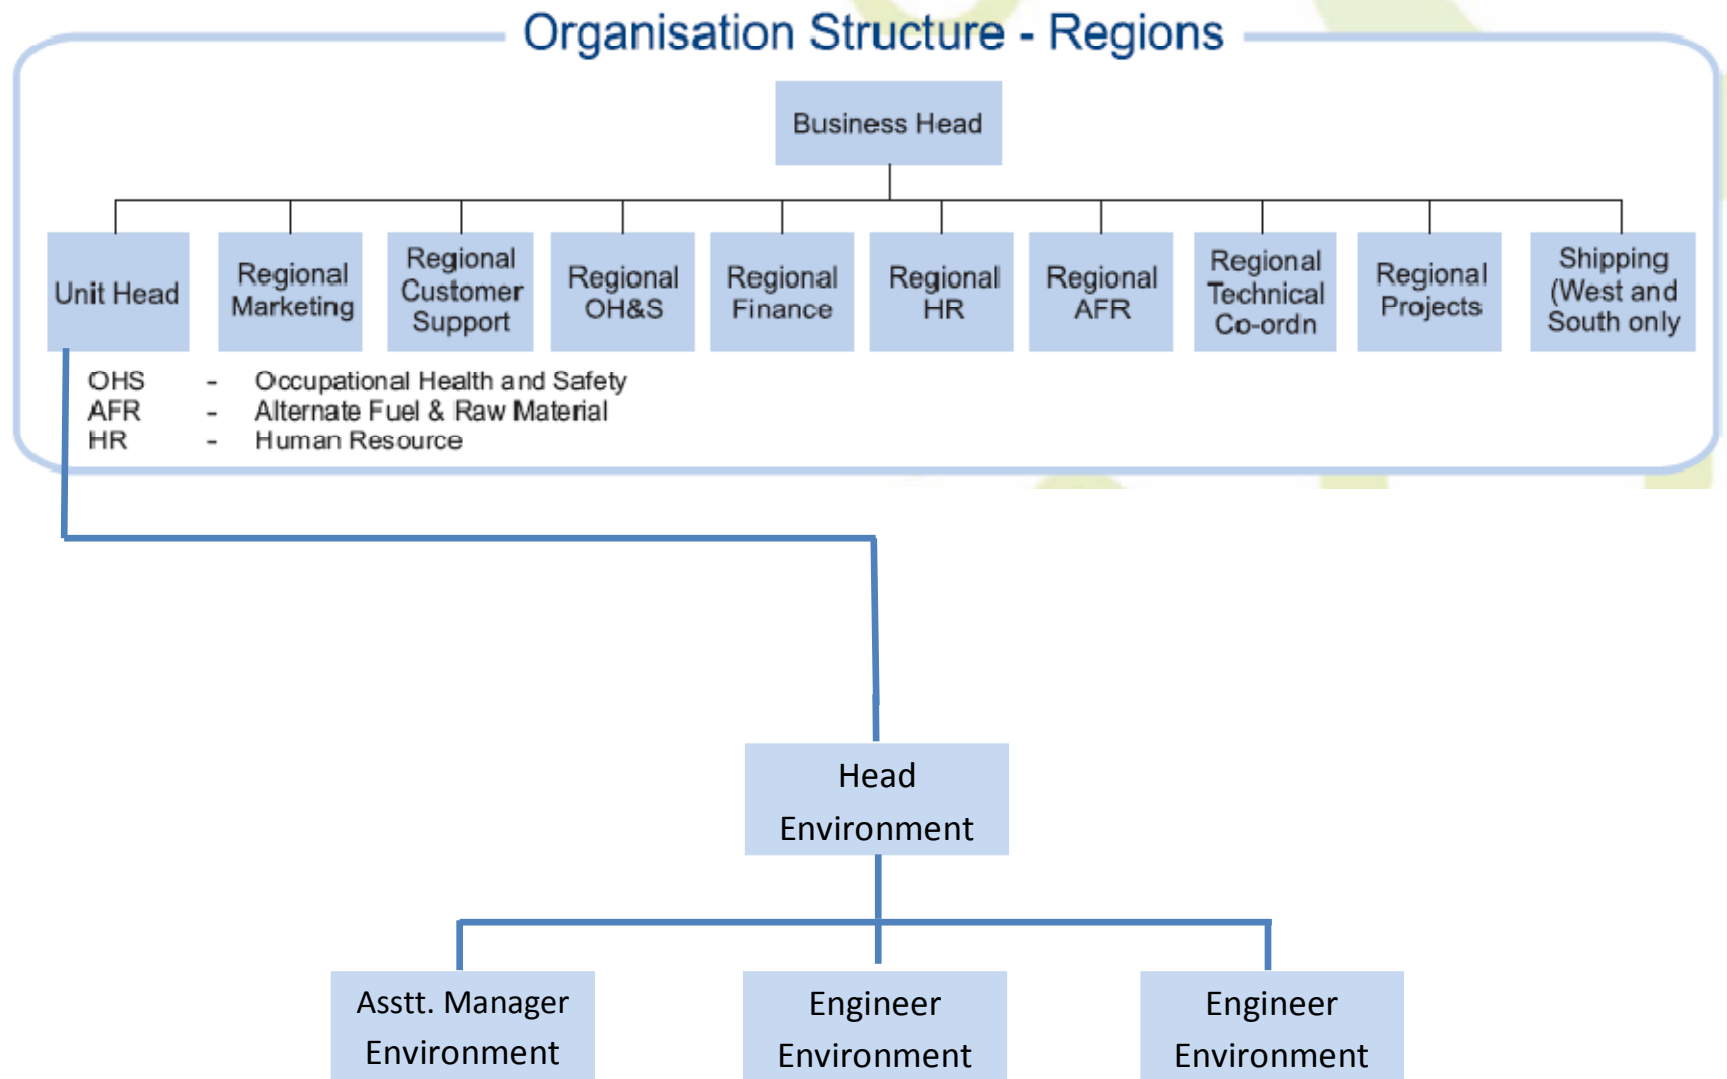 Organisation Structure - Regions
Business Head
Unit Head
Regional
Marketing
Regional
Customer
Support
Regional
OH&S
Regional
Finance
Regional
HR
Regional
AFR
Regional
Technical
Co-ordn
Regional
Projects
Shipping
(West and
South only
OHS - Occupational Health and Safety
AFR - Alternate Fuel & Raw Material
HR - Human Resource
Head
Environment
Asstt. Manager
Environment
Engineer
Environment
Engineer
Environment